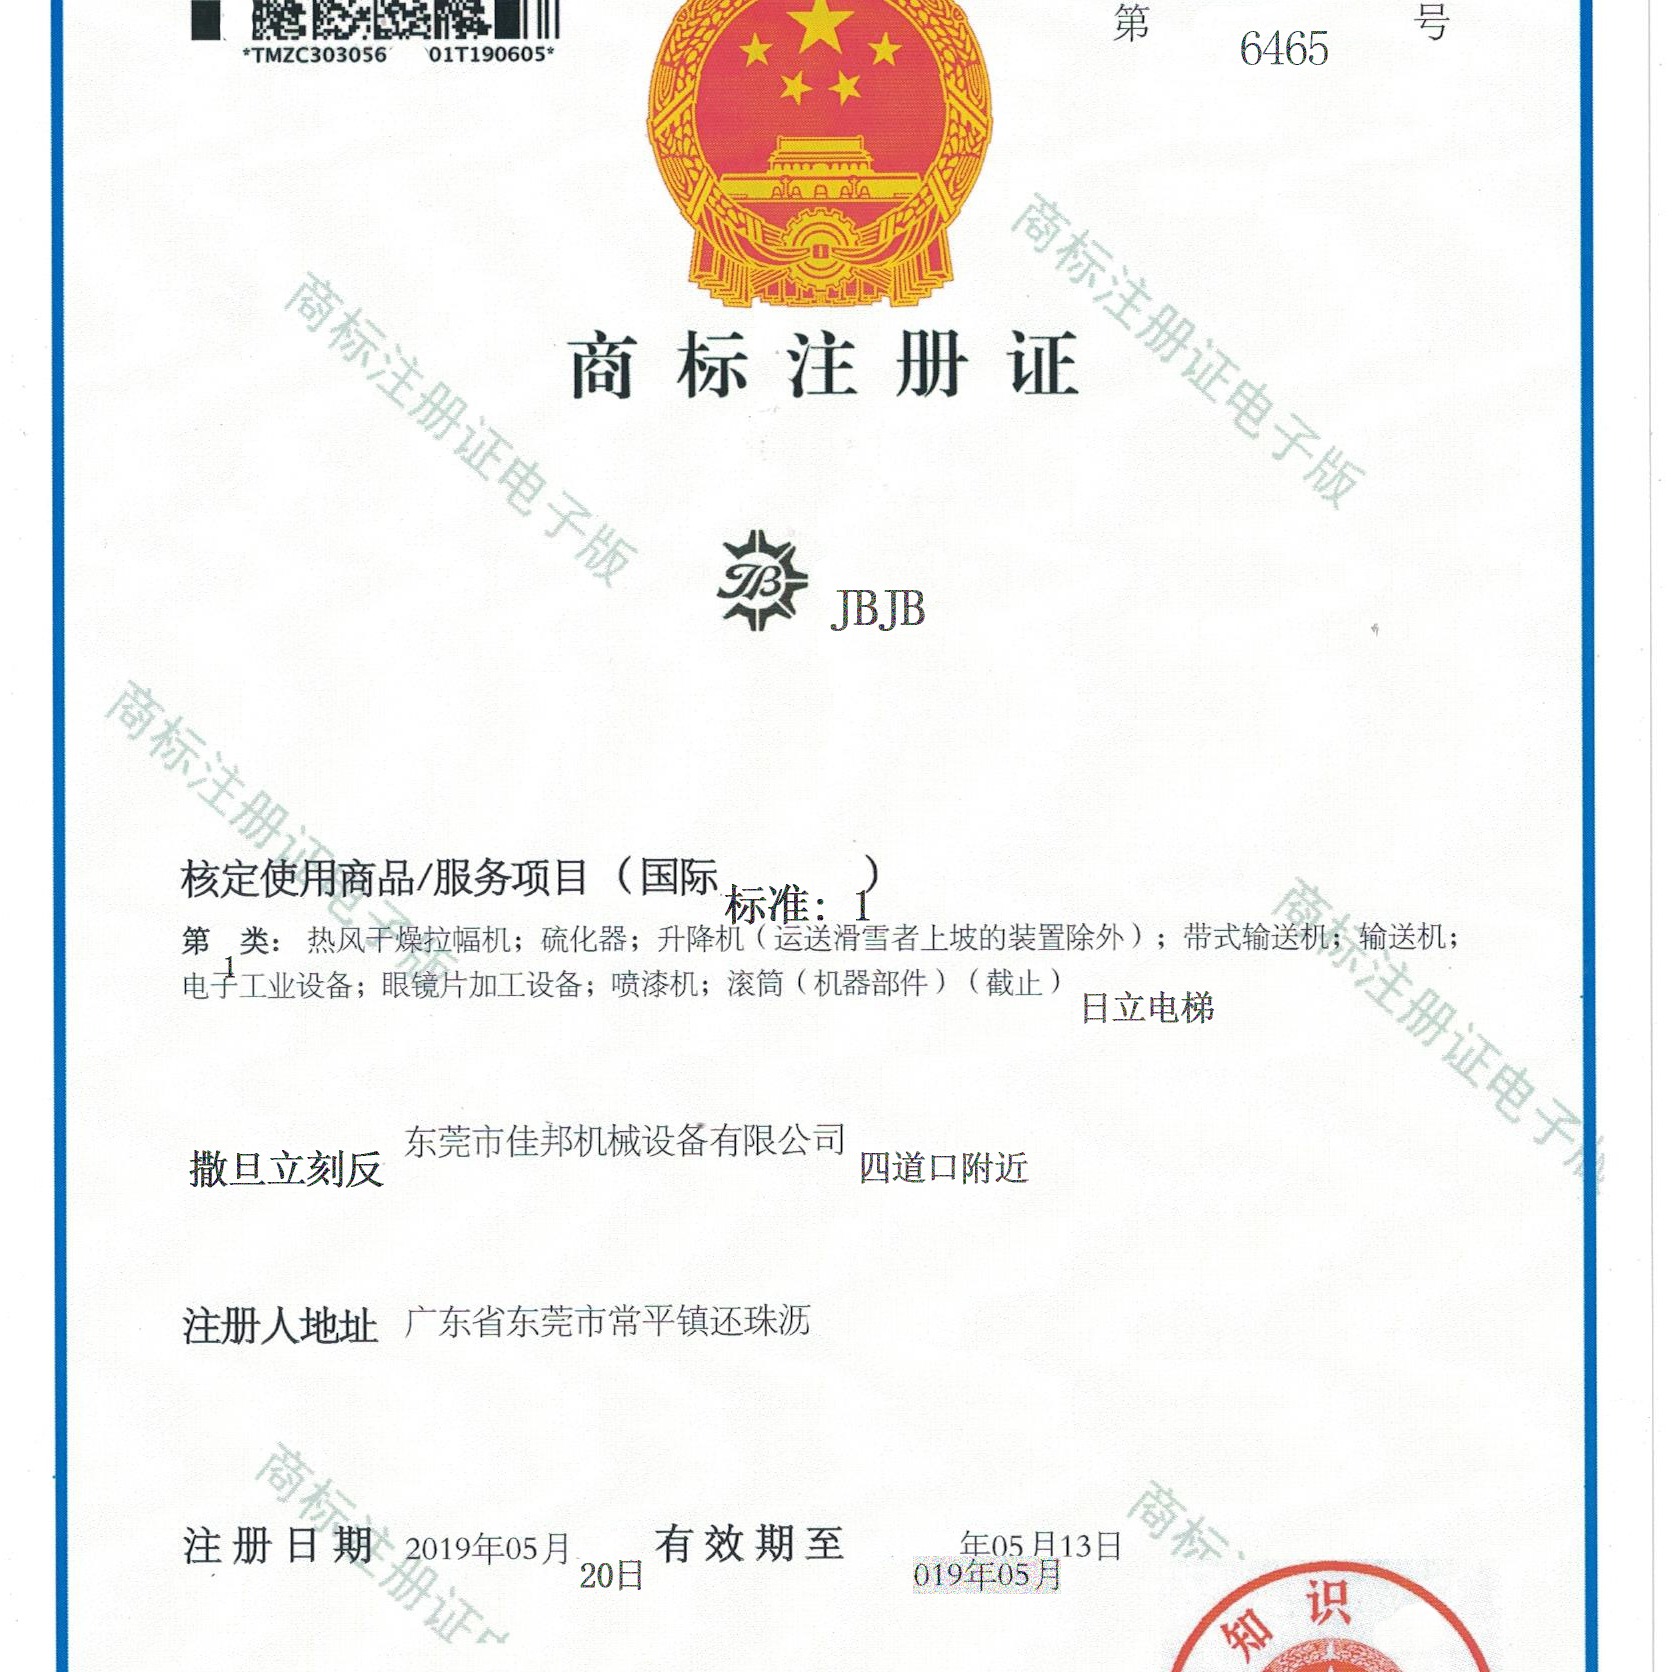 *TMZC303056 01T190605*
第 6465 号
商标注册证
JB JBJB
核定使用商品/服务项目（国际标准：1）
第1类：热风干燥拉幅机；硫化器；升降机（运送滑雪者上坡的装置除外）；带式输送机；输送机；
电子工业设备；眼镜片加工设备；喷漆机；滚筒（机器部件）（截止）日立电梯
撒旦立刻反 东莞市佳邦机械设备有限公司 四道口附近
注册人地址 广东省东莞市常平镇还珠沥
注册日期 2019年05月20日 有效期至 年05月13日
019年05月
知识
商标注册证电子版
商标注册证电子版
商标注册证电子版
商标注册证电子版
商标注册证
商标